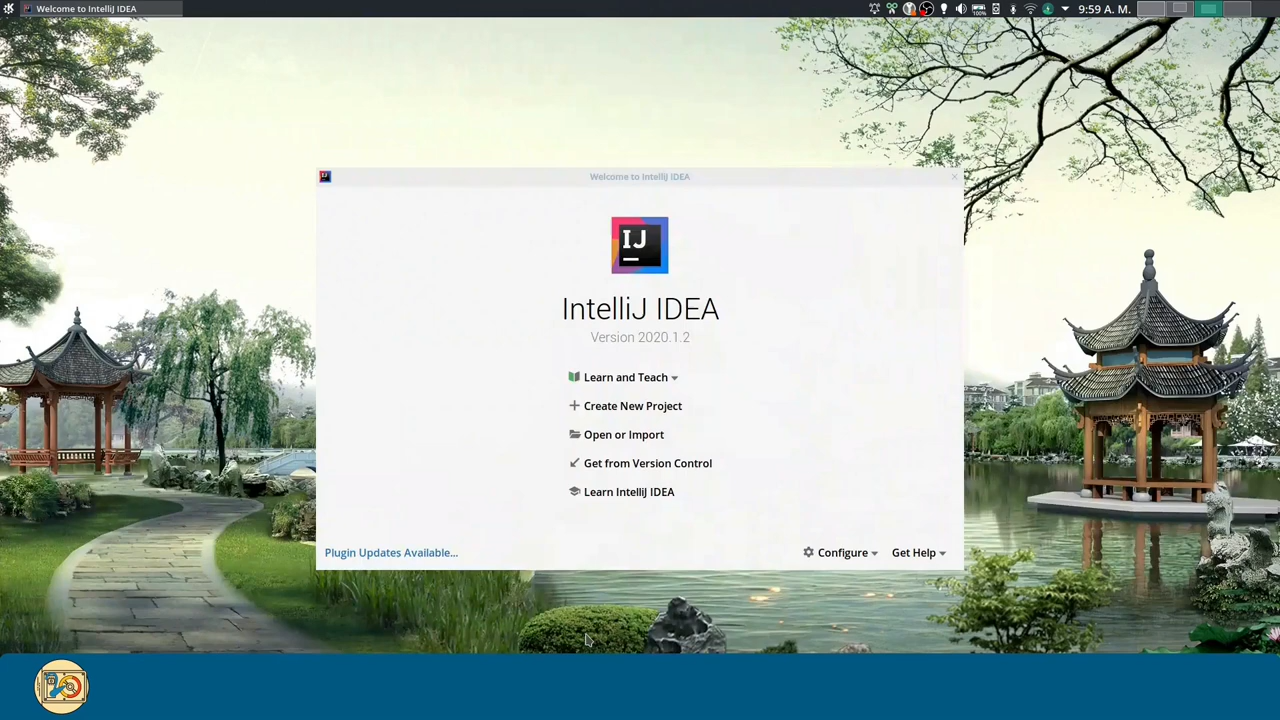 Welcome to IntelliJ IDEA
9:59 A. M.
Welcome to IntelliJ IDEA
IJ
IntelliJ IDEA
Version 2020.1.2
Learn and Teach
Create New Project
Open or Import
Get from Version Control
Learn IntelliJ IDEA
Plugin Updates Available...
Configure
Get Help